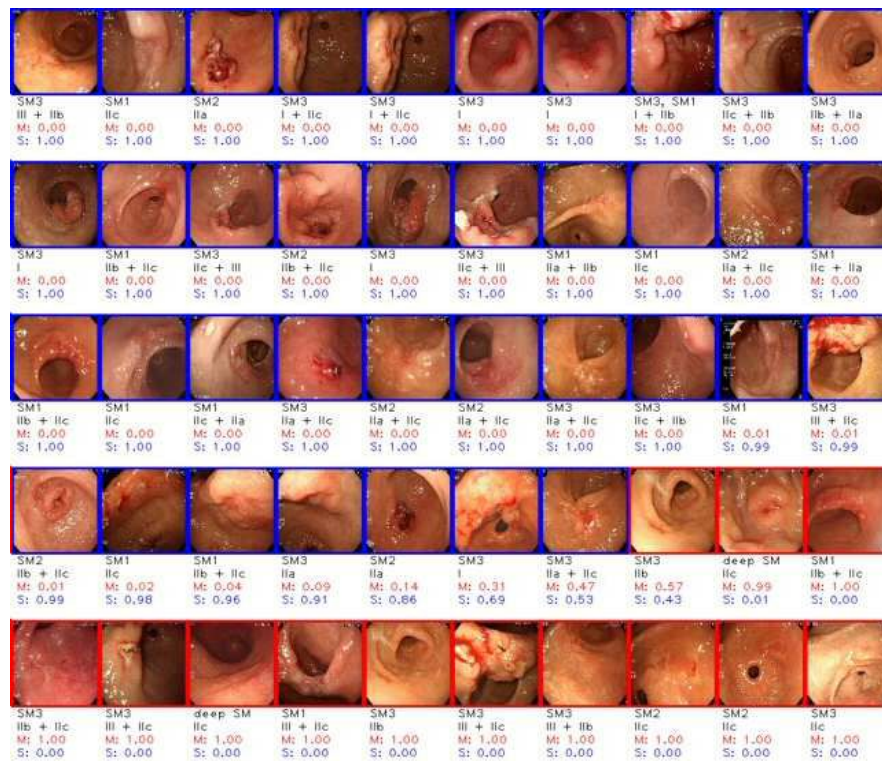 SM3 SM1 SM2 SM3 SM3 SM3 SM3 SM3, SM1 SM3 SM3
III + IIb IIc IIa I + IIc I + IIc I I I + IIb IIc + IIb IIb + IIa
M: 0.00 M: 0.00 M: 0.00 M: 0.00 M: 0.00 M: 0.00 M: 0.00 M: 0.00 M: 0.00 M: 0.00
S: 1.00 S: 1.00 S: 1.00 S: 1.00 S: 1.00 S: 1.00 S: 1.00 S: 1.00 S: 1.00 S: 1.00
SM3 SM1 SM3 SM2 SM3 SM3 SM1 SM1 SM2 SM1
I IIb + IIc IIc + III IIb + IIc I IIc + III IIa + IIb IIc IIa + IIc IIc + IIa
M: 0.00 M: 0.00 M: 0.00 M: 0.00 M: 0.00 M: 0.00 M: 0.00 M: 0.00 M: 0.00 M: 0.00
S: 1.00 S: 1.00 S: 1.00 S: 1.00 S: 1.00 S: 1.00 S: 1.00 S: 1.00 S: 1.00 S: 1.00
SM1 SM1 SM1 SM3 SM2 SM2 SM3 SM3 SM1 SM3
IIb + IIc IIc IIc + IIa IIa + IIc IIa + IIc IIa + IIc IIa + IIc IIc + IIb IIc III + IIc
M: 0.00 M: 0.00 M: 0.00 M: 0.00 M: 0.00 M: 0.00 M: 0.00 M: 0.00 M: 0.01 M: 0.01
S: 1.00 S: 1.00 S: 1.00 S: 1.00 S: 1.00 S: 1.00 S: 1.00 S: 1.00 S: 0.99 S: 0.99
SM2 SM1 SM1 SM3 SM2 SM3 SM3 SM3 deep SM SM1
IIb + IIc IIc IIb + IIc IIa IIa I IIa + IIc IIb IIc IIb + IIc
M: 0.01 M: 0.02 M: 0.04 M: 0.09 M: 0.14 M: 0.31 M: 0.47 M: 0.57 M: 0.99 M: 1.00
S: 0.99 S: 0.98 S: 0.96 S: 0.91 S: 0.86 S: 0.69 S: 0.53 S: 0.43 S: 0.01 S: 0.00
SM3 SM3 deep SM SM1 SM3 SM3 SM3 SM2 SM2 SM3
IIb + IIc III + IIc IIc III + IIc IIb III + IIc III + IIb IIc IIc IIc
M: 1.00 M: 1.00 M: 1.00 M: 1.00 M: 1.00 M: 1.00 M: 1.00 M: 1.00 M: 1.00 M: 1.00
S: 0.00 S: 0.00 S: 0.00 S: 0.00 S: 0.00 S: 0.00 S: 0.00 S: 0.00 S: 0.00 S: 0.00